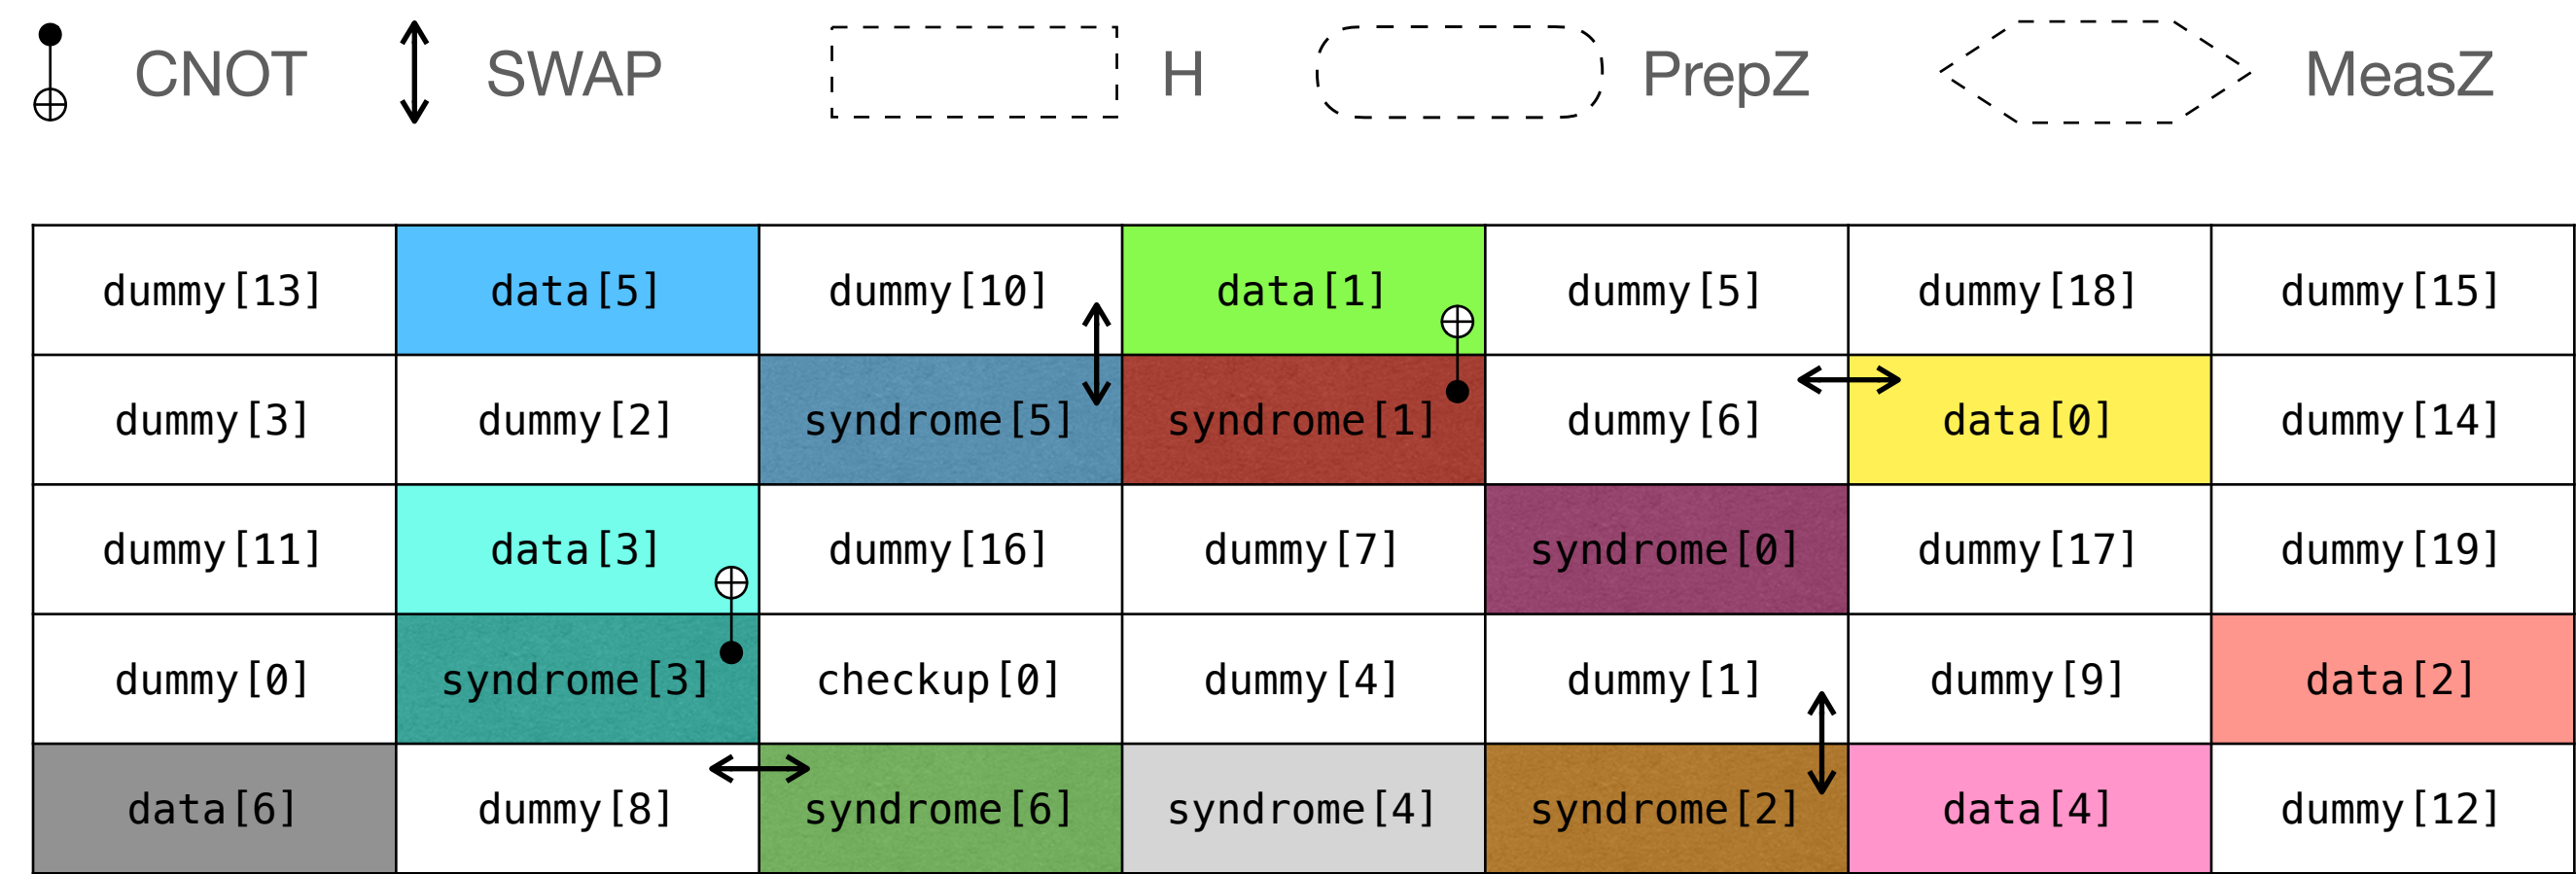 CNOT SWAP H PrepZ MeasZ
dummy[13] data[5] dummy[10] data[1] dummy[5] dummy[18] dummy[15]
dummy[3] dummy[2] syndrome[5] syndrome[1] dummy[6] data[0] dummy[14]
dummy[11] data[3] dummy[16] dummy[7] syndrome[0] dummy[17] dummy[19]
dummy[0] syndrome[3] checkup[0] dummy[4] dummy[1] dummy[9] data[2]
data[6] dummy[8] syndrome[6] syndrome[4] syndrome[2] data[4] dummy[12]